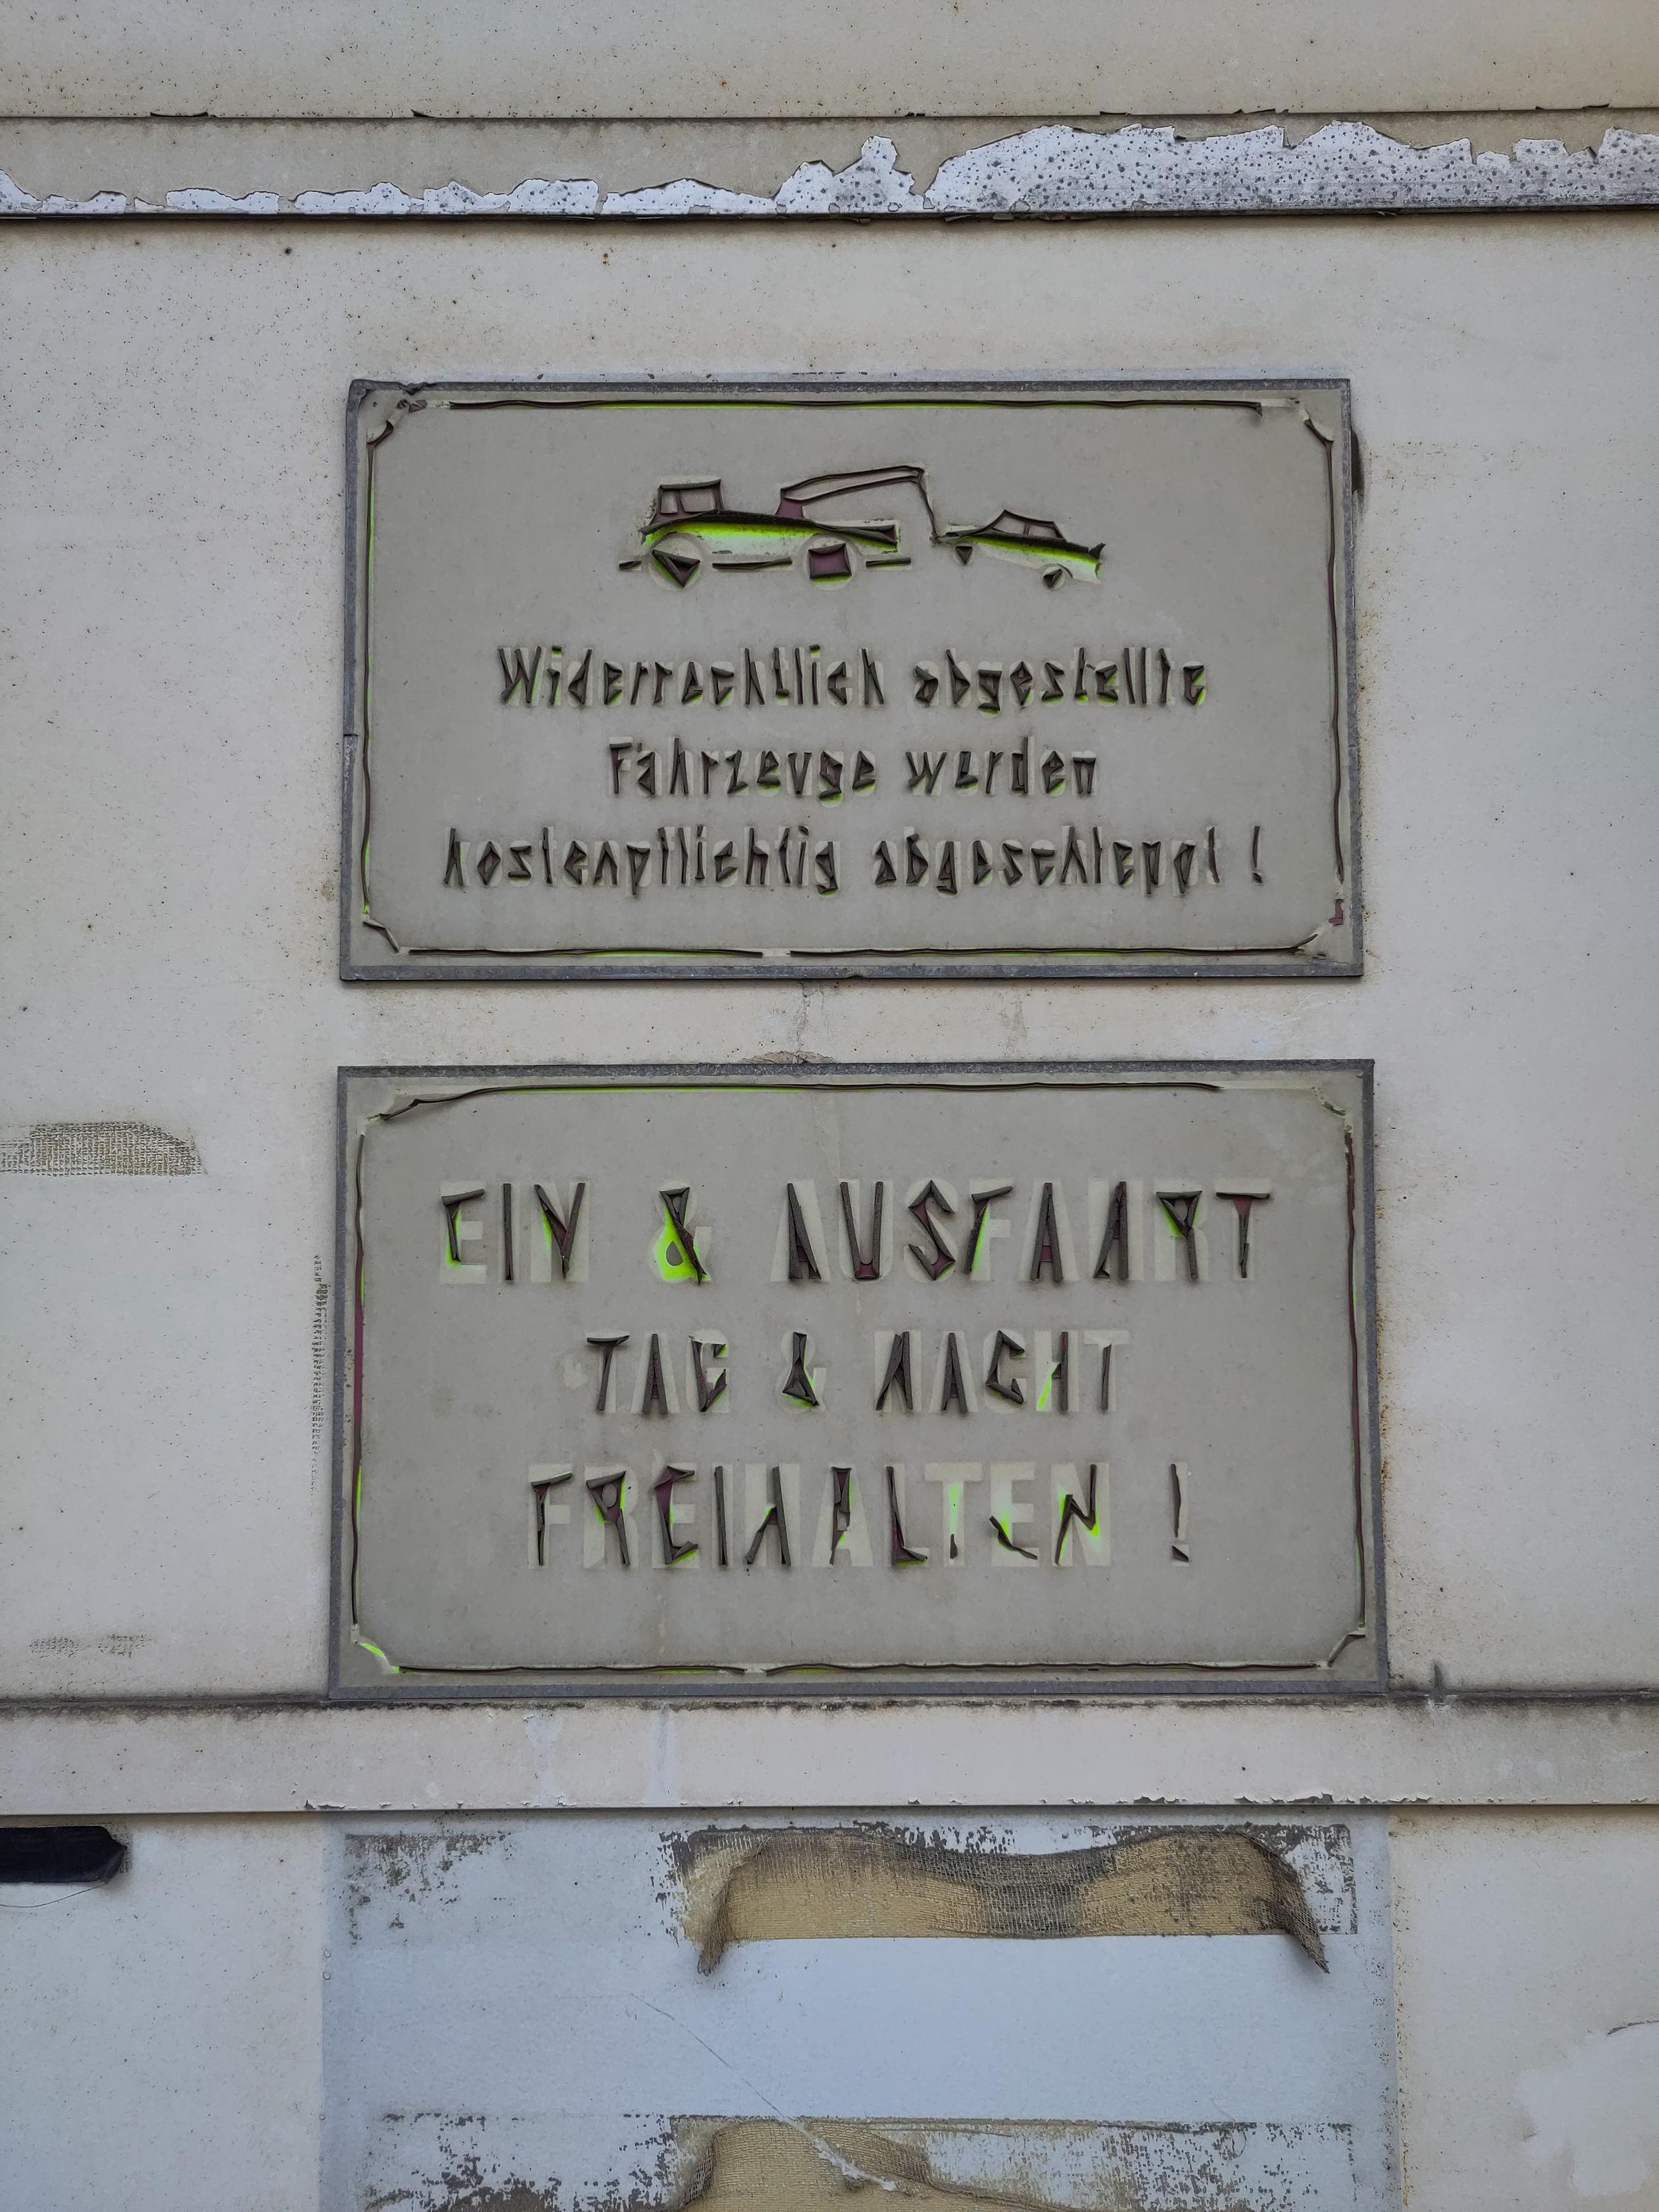 Widerrechtlich abgestellte
Fahrzeuge werden
kostenpflichtig abgeschleppt !
EIN & AUSFAHRT
TAG & NACHT
FREIHALTEN !